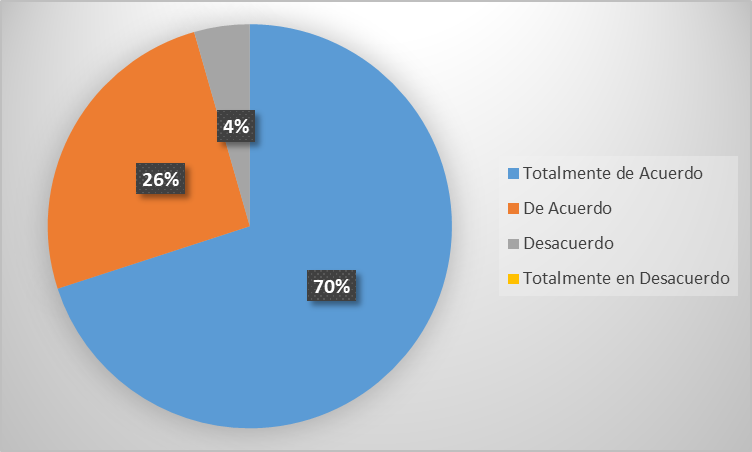 4%
26%
70%
Totalmente de Acuerdo
De Acuerdo
Desacuerdo
Totalmente en Desacuerdo